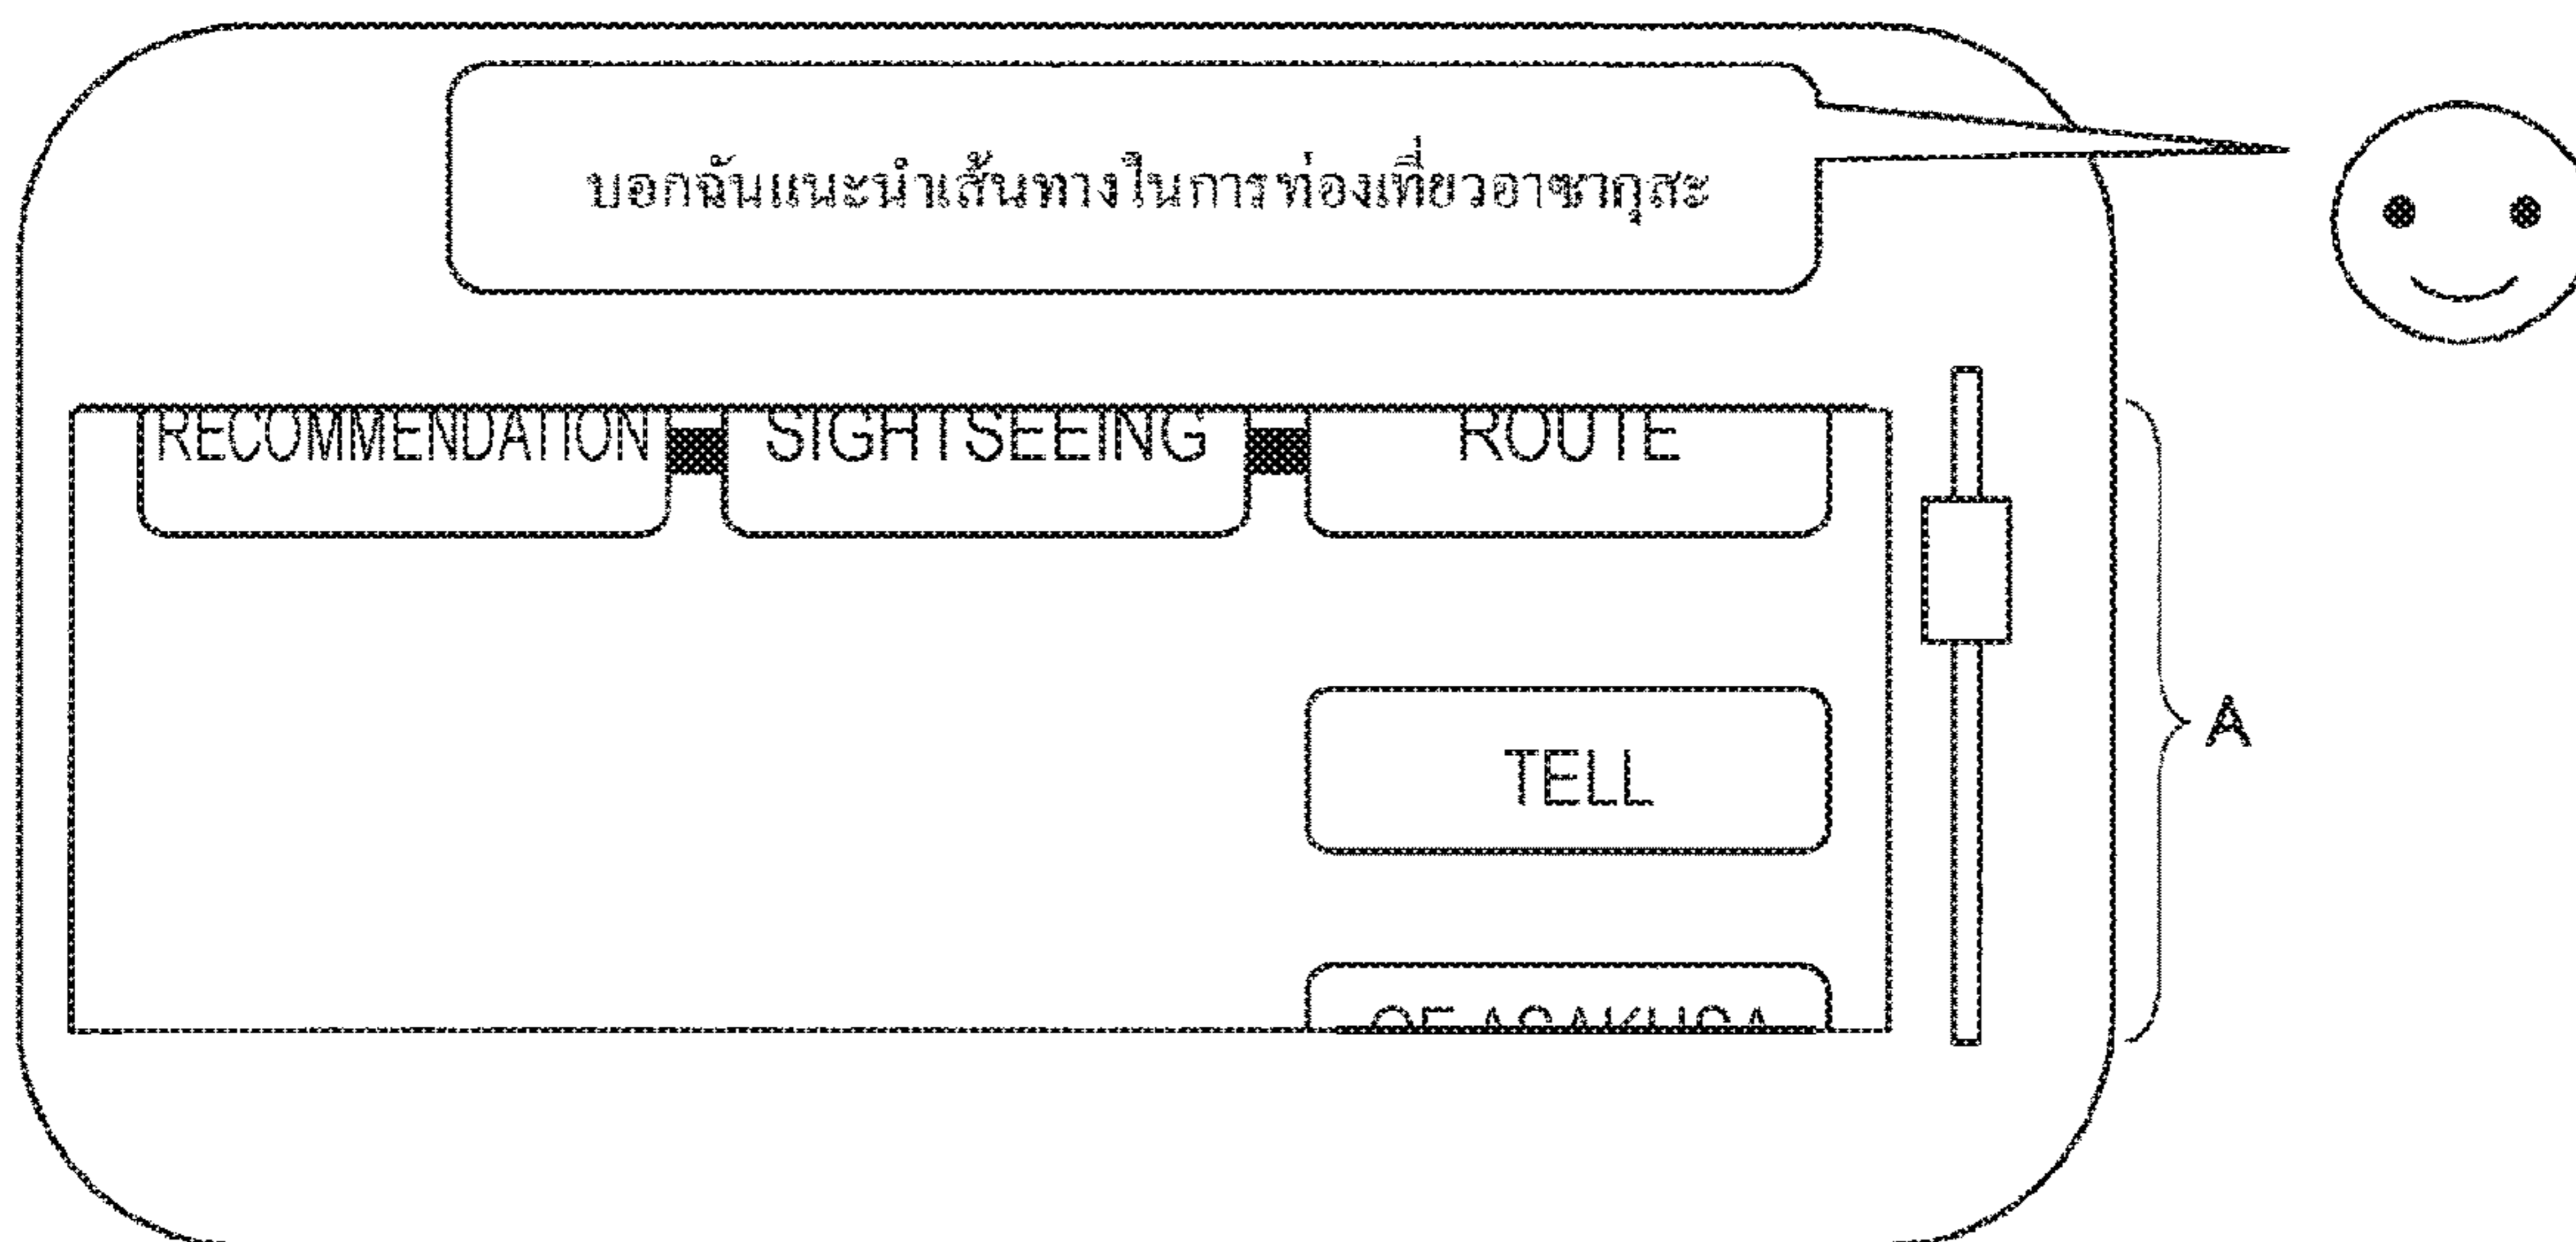 บอกฉันแนะนำเส้นทางในการท่องเที่ยวอาซากุสะ
RECOMMENDATION SIGHTSEEING ROUTE
TELL
A
OF ASAKUSA